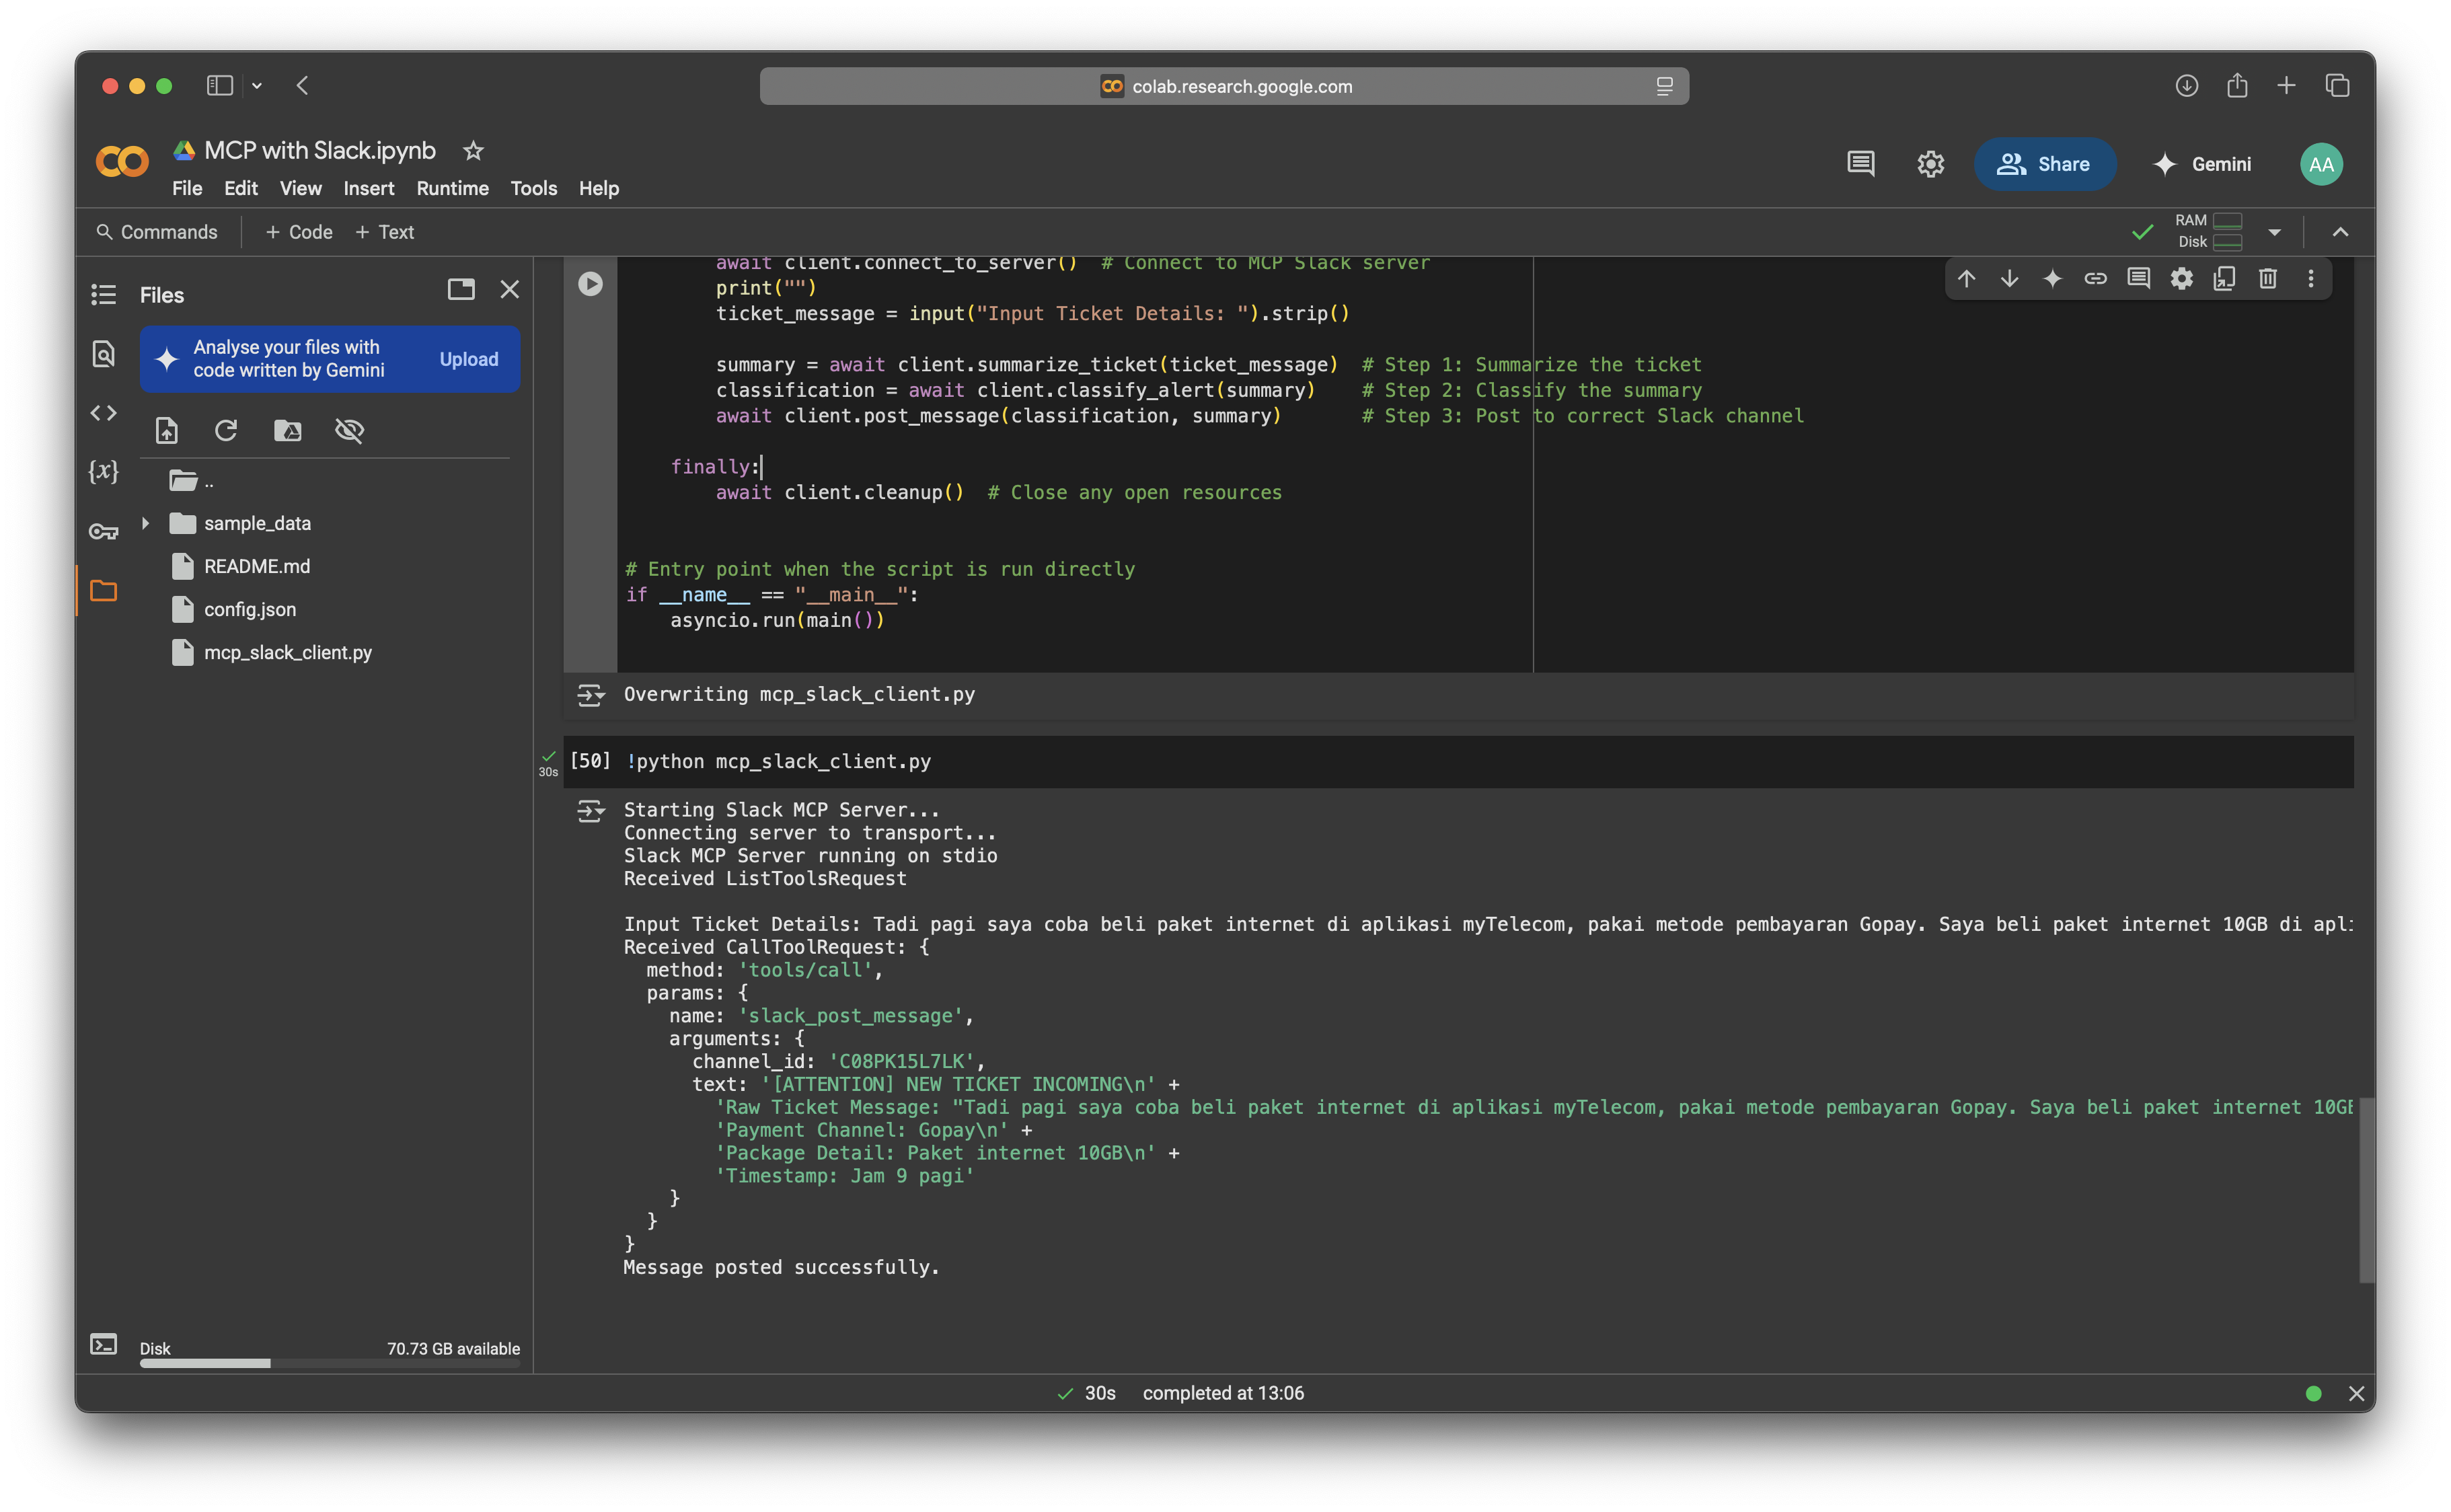 colab.research.google.com
MCP with Slack.ipynb
File Edit View Insert Runtime Tools Help
Share
Gemini
AA
Commands
+ Code + Text
RAM
Disk
Files
Analyse your files with
code written by Gemini
Upload
{x}
..
sample_data
README.md
config.json
mcp_slack_client.py
Disk 70.73 GB available
await client.connect_to_server()  # Connect to MCP Slack server
print("")
ticket_message = input("Input Ticket Details: ").strip()
summary = await client.summarize_ticket(ticket_message)  # Step 1: Summarize the ticket
classification = await client.classify_alert(summary)    # Step 2: Classify the summary
await client.post_message(classification, summary)       # Step 3: Post to correct Slack channel
finally:
await client.cleanup()  # Close any open resources
# Entry point when the script is run directly
if __name__ == "__main__":
asyncio.run(main())
Overwriting mcp_slack_client.py
30s
[50] !python mcp_slack_client.py
Starting Slack MCP Server...
Connecting server to transport...
Slack MCP Server running on stdio
Received ListToolsRequest
Input Ticket Details: Tadi pagi saya coba beli paket internet di aplikasi myTelecom, pakai metode pembayaran Gopay. Saya beli paket internet 10GB di apli
Received CallToolRequest: {
method: 'tools/call',
params: {
name: 'slack_post_message',
arguments: {
channel_id: 'C08PK15L7LK',
text: '[ATTENTION] NEW TICKET INCOMING\n' +
'Raw Ticket Message: "Tadi pagi saya coba beli paket internet di aplikasi myTelecom, pakai metode pembayaran Gopay. Saya beli paket internet 10GB
'Payment Channel: Gopay\n' +
'Package Detail: Paket internet 10GB\n' +
'Timestamp: Jam 9 pagi'
}
}
}
Message posted successfully.
30s completed at 13:06